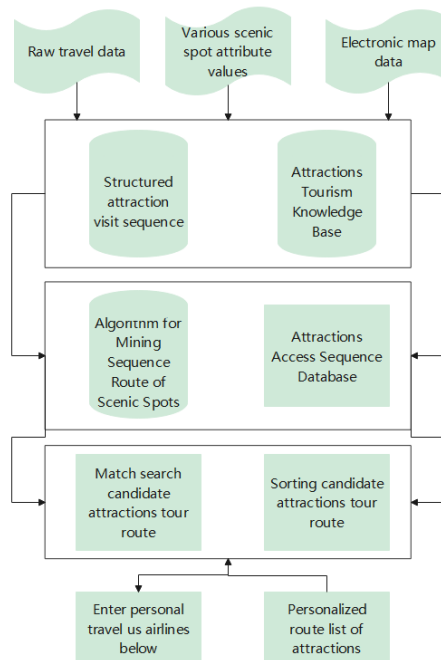 Raw travel data
Various scenic
spot attribute
values
Electronic map
data
Structured
attraction
visit sequence
Attractions
Tourism
Knowledge
Base
Algorithm for
Mining
Sequence
Route of
Scenic Spots
Attractions
Access Sequence
Database
Match search
candidate
attractions tour
route
Sorting candidate
attractions tour
route
Enter personal
travel us airlines
below
Personalized
route list of
attractions